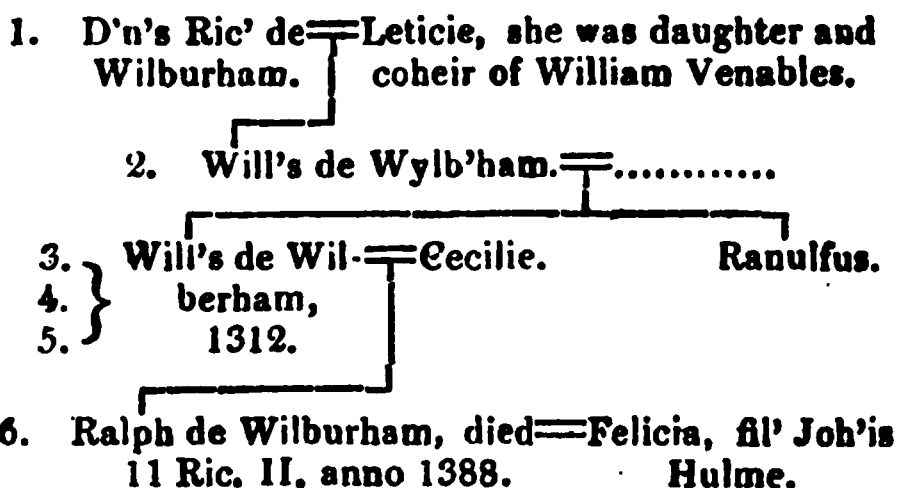 1. D'n's Ric' de Leticie, she was daughter and
Wilburham. coheir of William Venables.
2. Will's de Wylb'ham. ............
3. Will's de Wil- Cecilie. Ranulfus.
4. berham,
5. 1312.
6. Ralph de Wilburham, died Felicia, fil' Joh'is
11 Ric. II. anno 1388. Hulme.